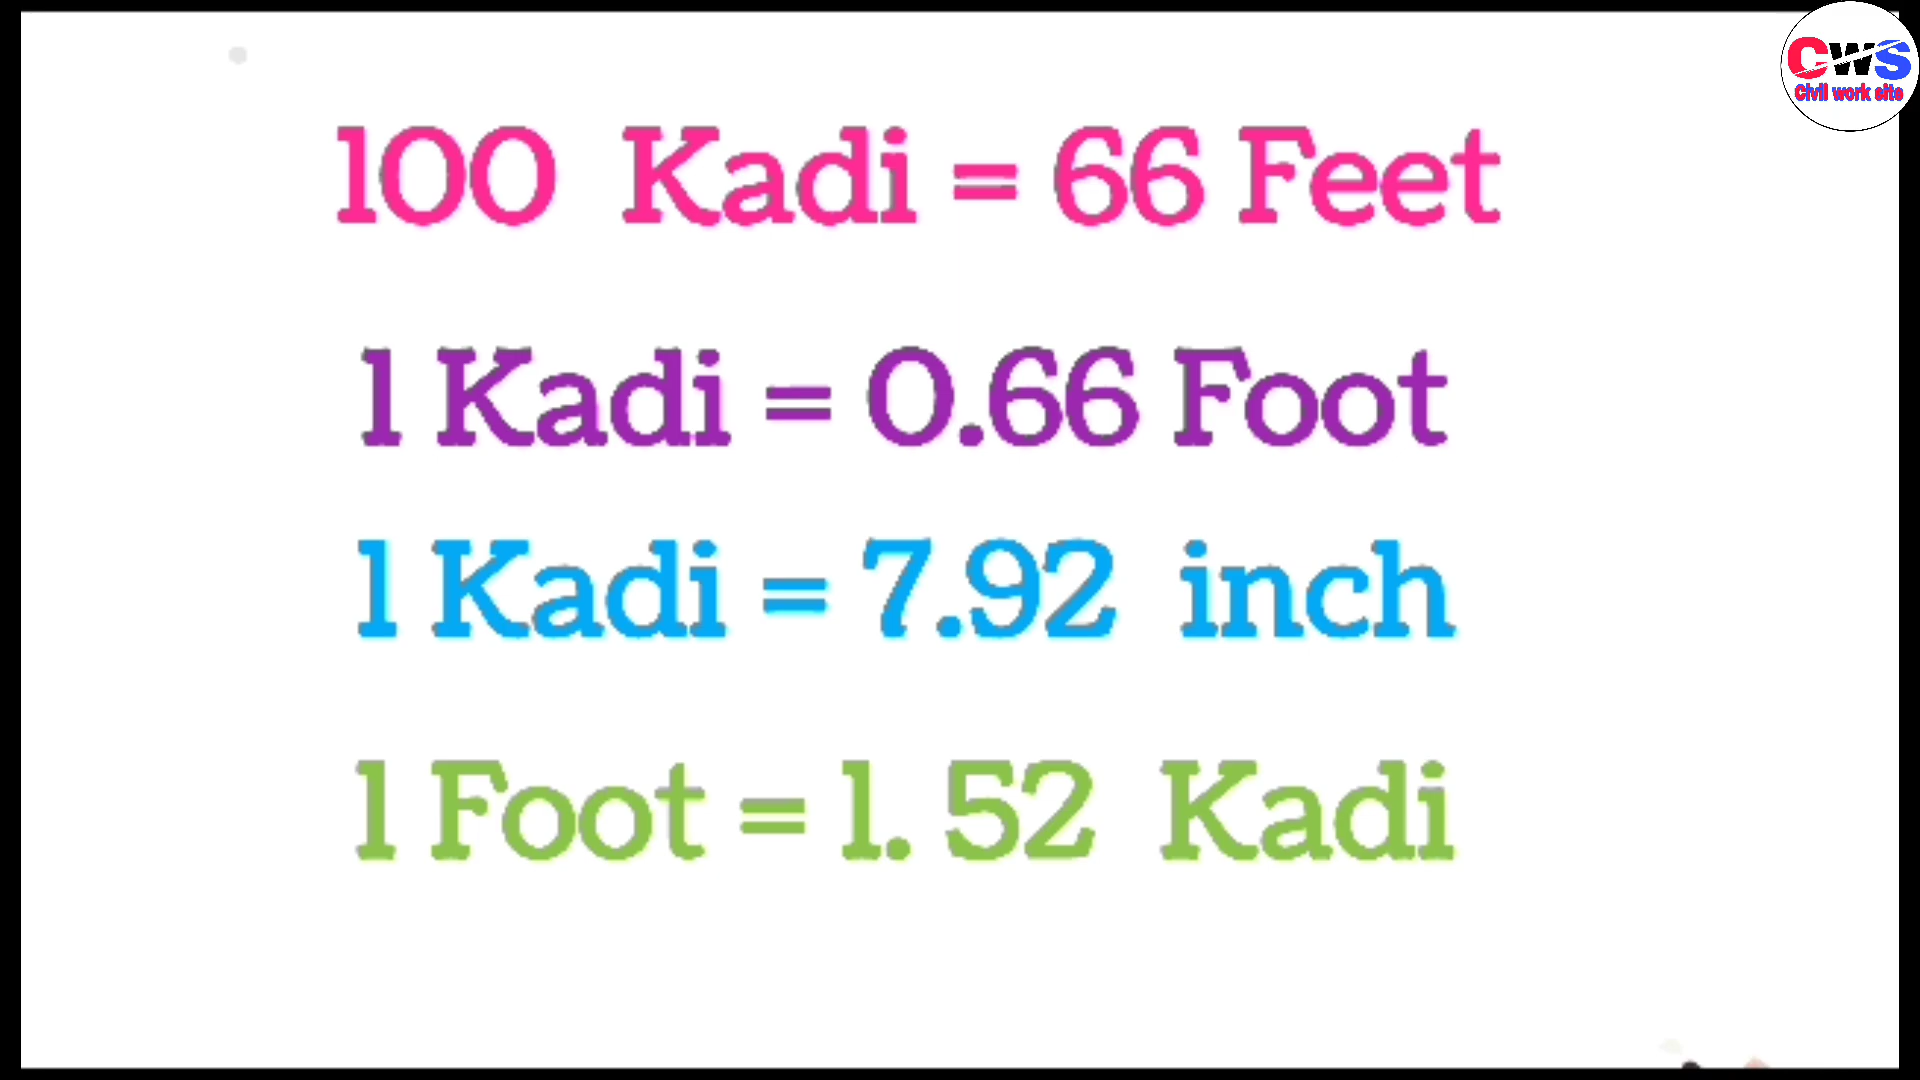 CWS
Civil work site
100 Kadi = 66 Feet
1 Kadi = 0.66 Foot
1 Kadi = 7.92 inch
1 Foot = 1. 52 Kadi